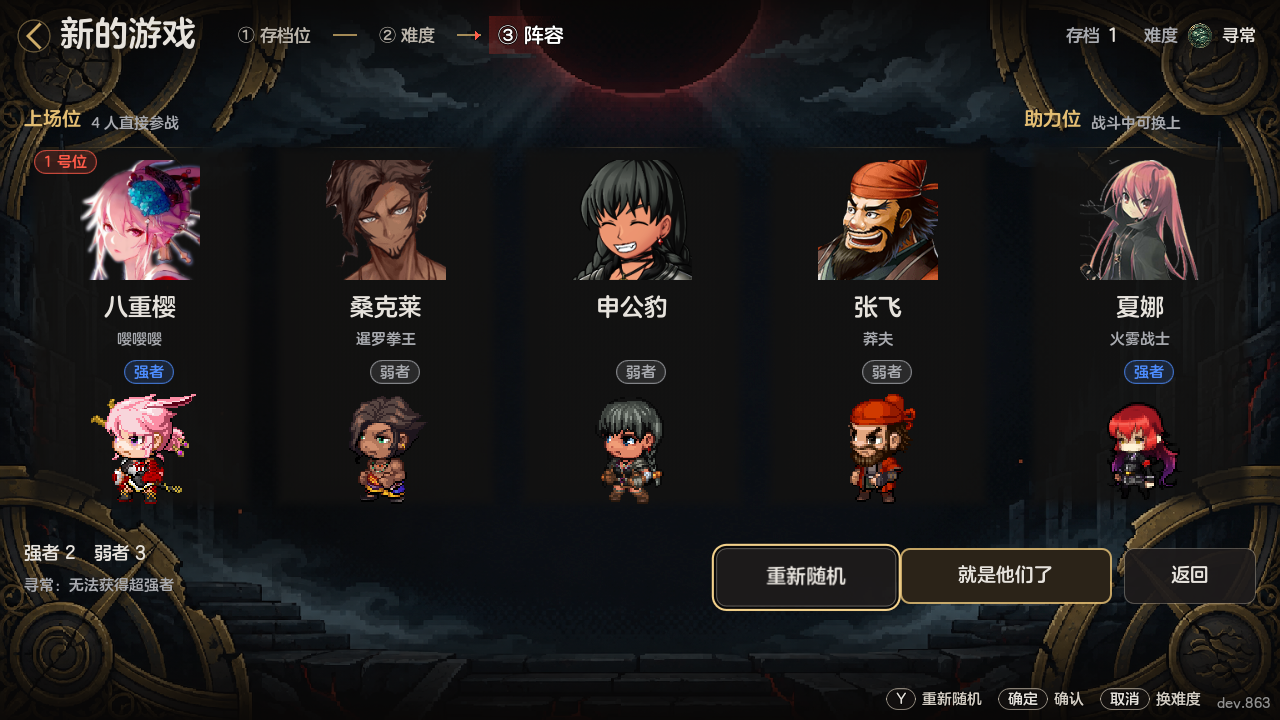 新的游戏
① 存档位
② 难度
③ 阵容
存档 1 难度 寻常
上场位 4 人直接参战
助力位 战斗中可换上
1 号位
八重樱
嘤嘤嘤
强者
桑克莱
暹罗拳王
弱者
申公豹
弱者
张飞
莽夫
弱者
夏娜
火雾战士
强者
强者 2 弱者 3
寻常：无法获得超强者
重新随机
就是他们了
返回
Y 重新随机 确定 确认 取消 换难度
dev.863